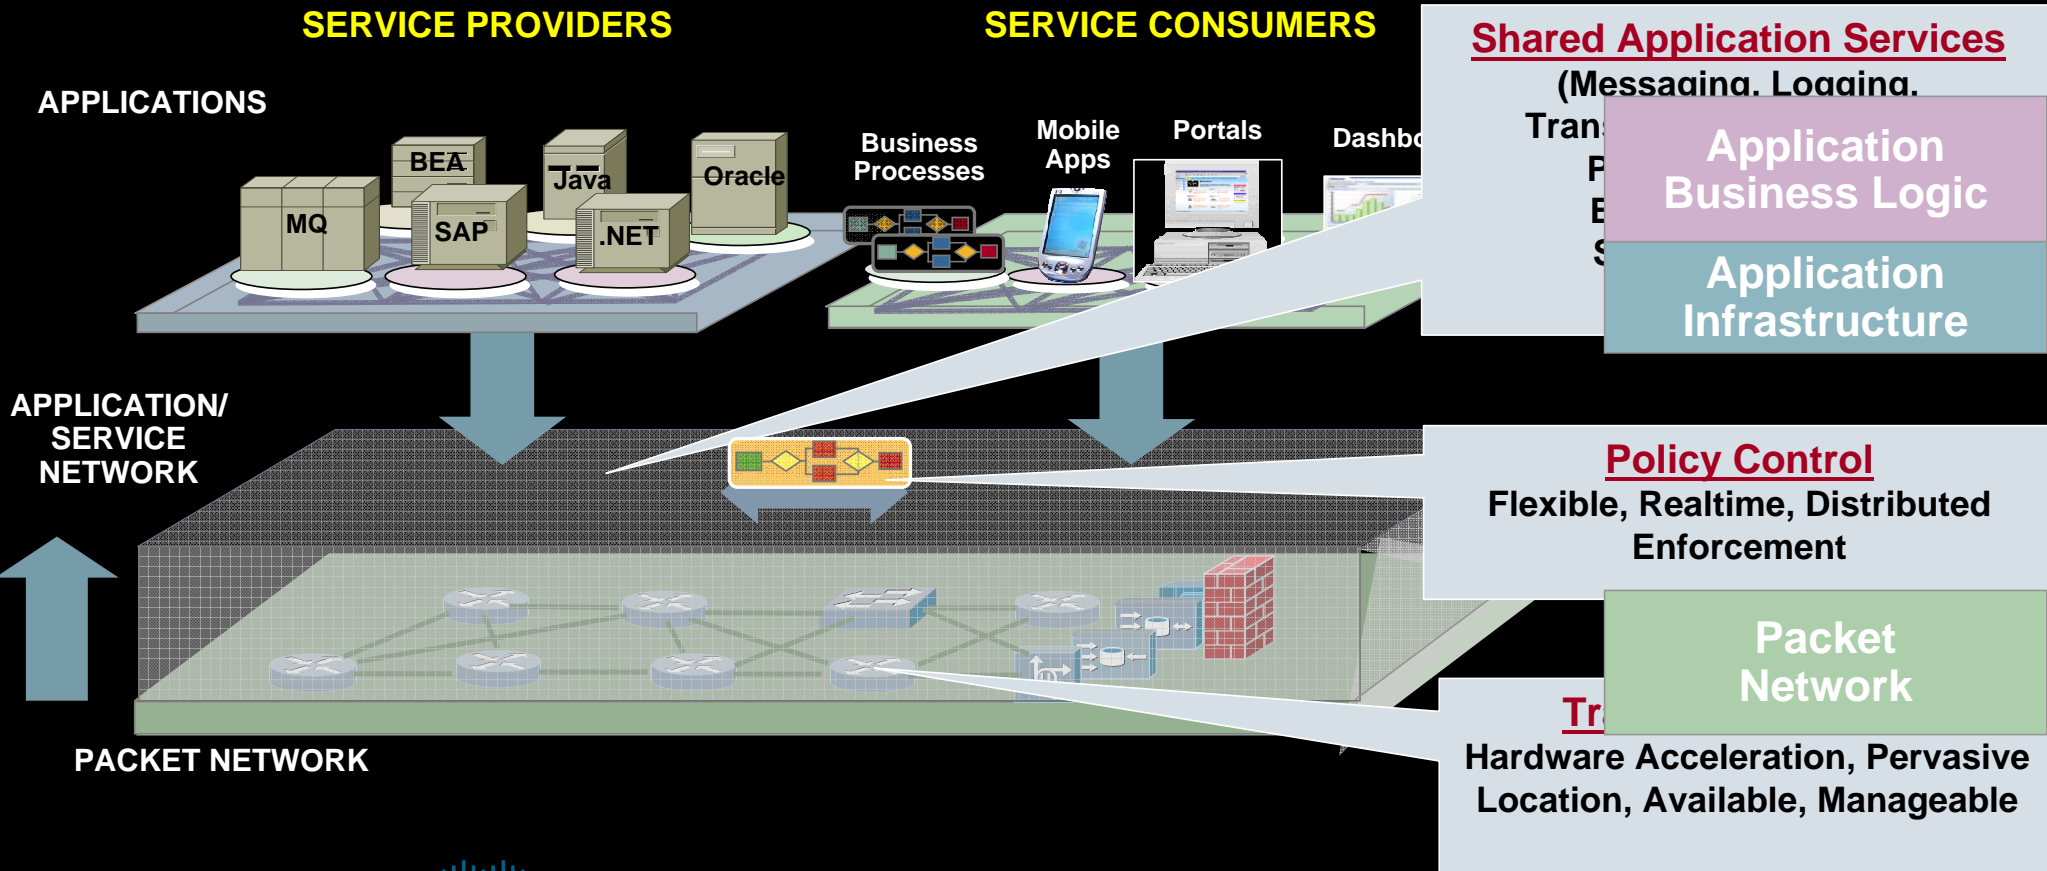 SERVICE PROVIDERS
SERVICE CONSUMERS
APPLICATIONS
MQ
BEA
SAP
Java
.NET
Oracle
Business
Processes
Mobile
Apps
Portals
Shared Application Services
(Messaging, Logging,
Application
Business Logic
Application
Infrastructure
APPLICATION/
SERVICE
NETWORK
Policy Control
Flexible, Realtime, Distributed
Enforcement
Packet
Network
Hardware Acceleration, Pervasive
Location, Available, Manageable
PACKET NETWORK